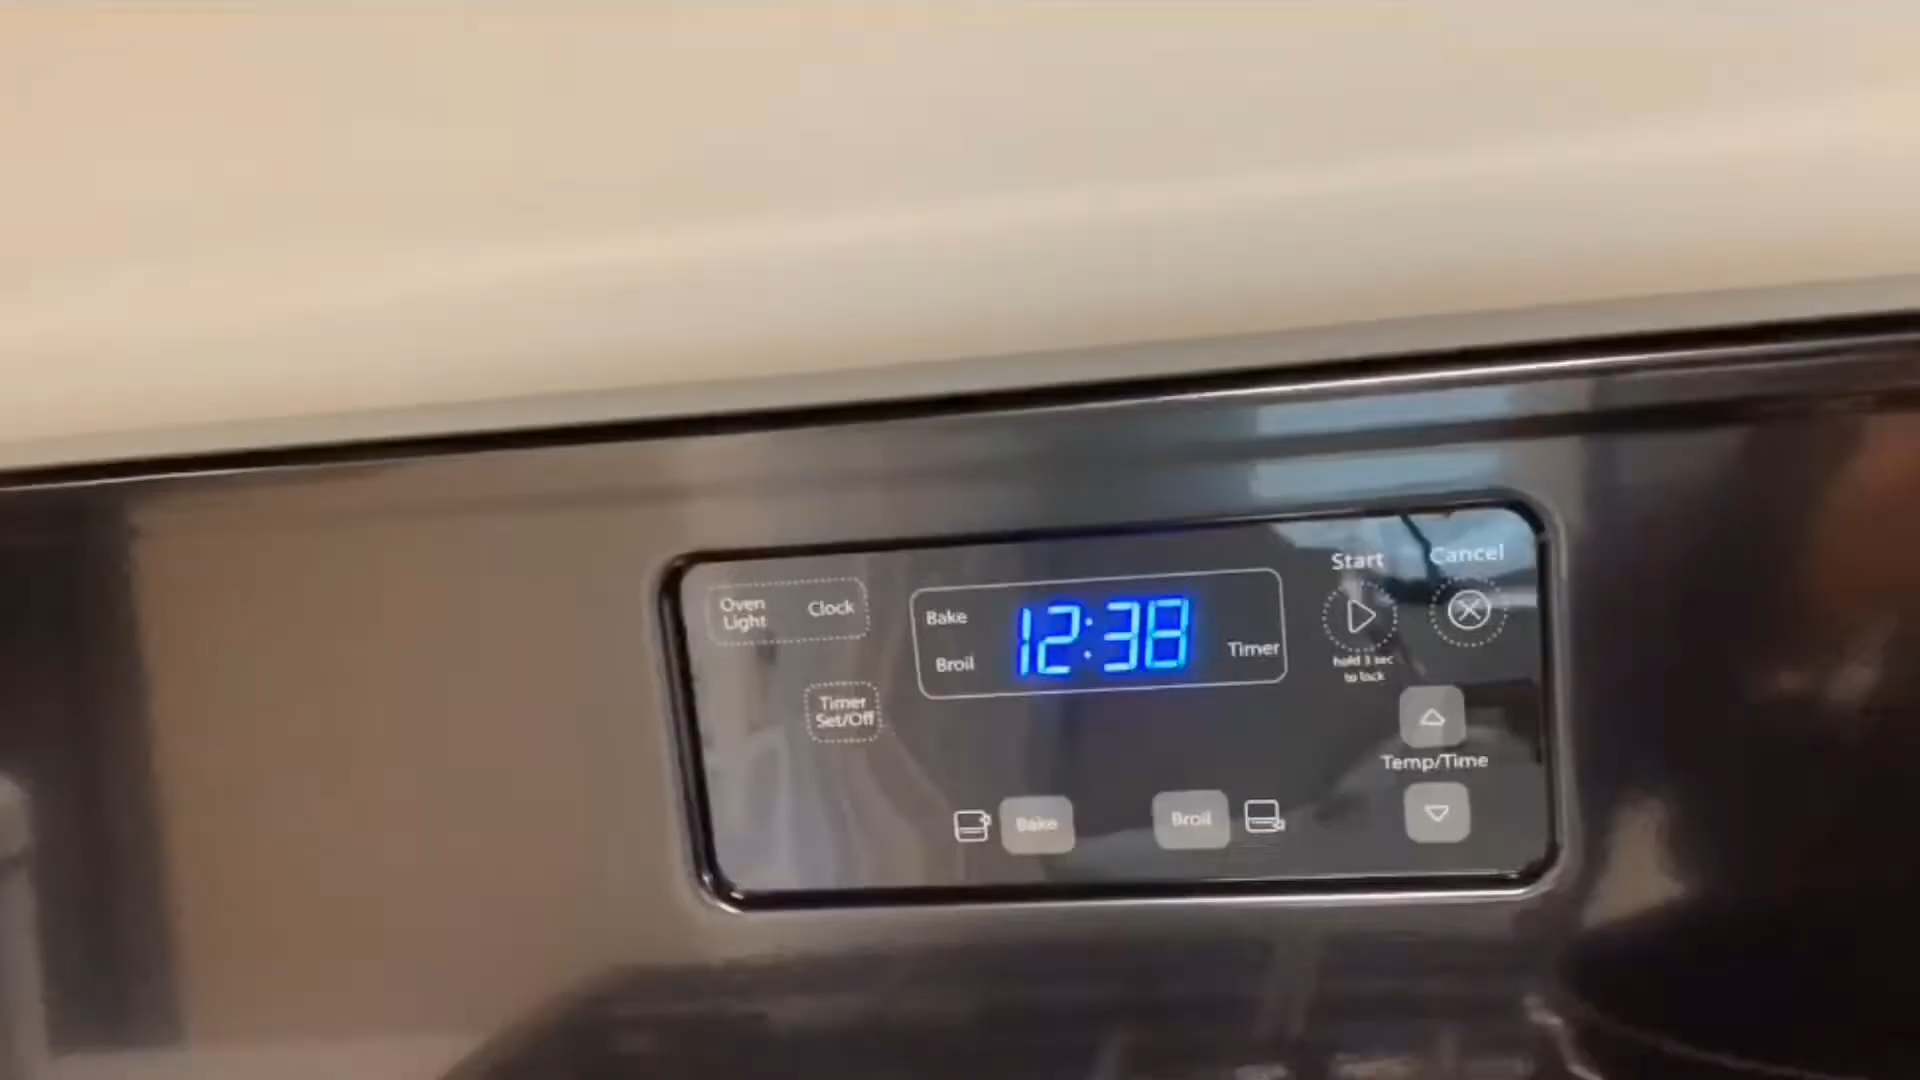 Start
Cancel
Oven
Light
Clock
Bake
12:38
Broil
Timer
hold 3 sec
to lock
Timer
Set/Off
Temp/Time
Bake
Broil